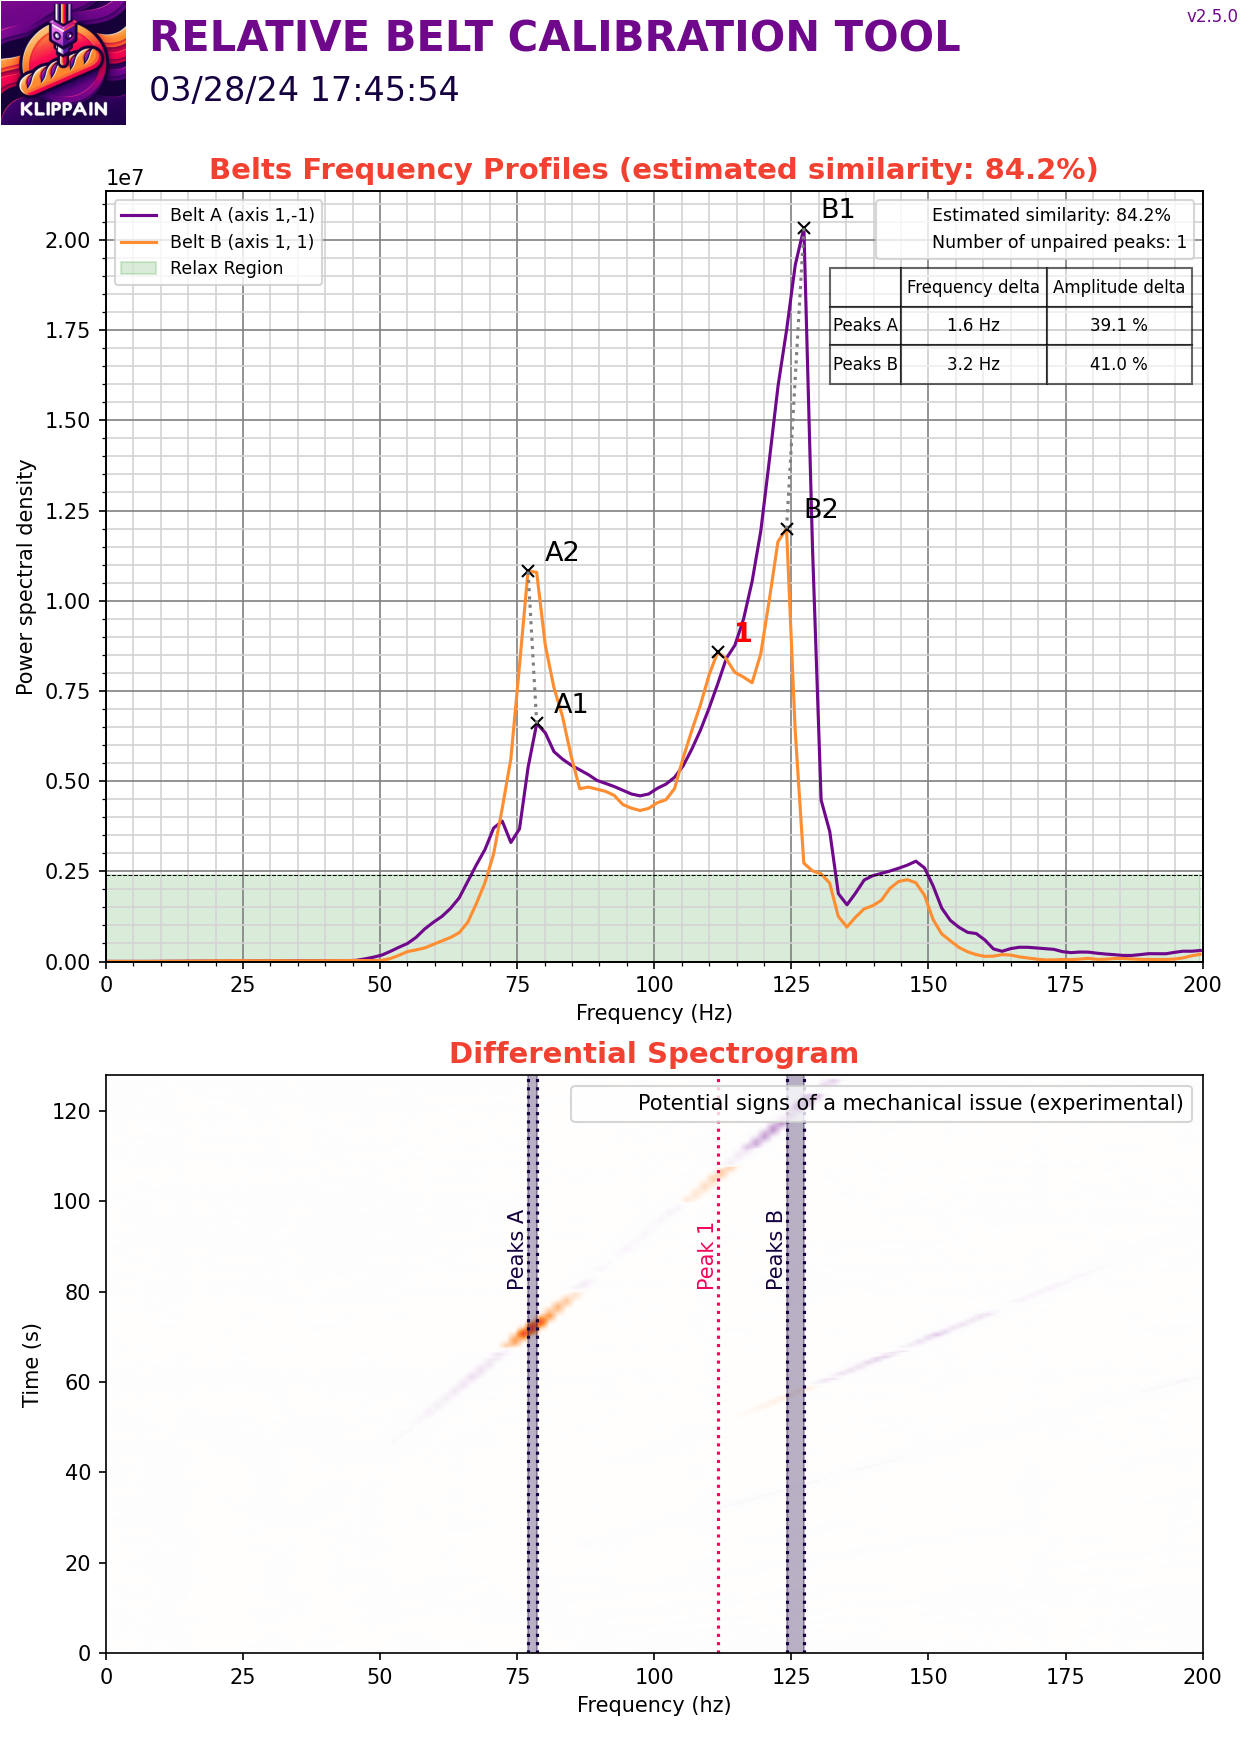 KLIPPAIN
RELATIVE BELT CALIBRATION TOOL
03/28/24 17:45:54
v2.5.0
Belts Frequency Profiles (estimated similarity: 84.2%)
1e7
Belt A (axis 1,-1)
Belt B (axis 1, 1)
Relax Region
Estimated similarity: 84.2%
Number of unpaired peaks: 1
Frequency delta Amplitude delta
Peaks A 1.6 Hz 39.1 %
Peaks B 3.2 Hz 41.0 %
B1
B2
A2
1
A1
Power spectral density
2.00
1.75
1.50
1.25
1.00
0.75
0.50
0.25
0.00
0 25 50 75 100 125 150 175 200
Frequency (Hz)
Differential Spectrogram
Potential signs of a mechanical issue (experimental)
Peaks A
Peak 1
Peaks B
Time (s)
120
100
80
60
40
20
0
0 25 50 75 100 125 150 175 200
Frequency (hz)